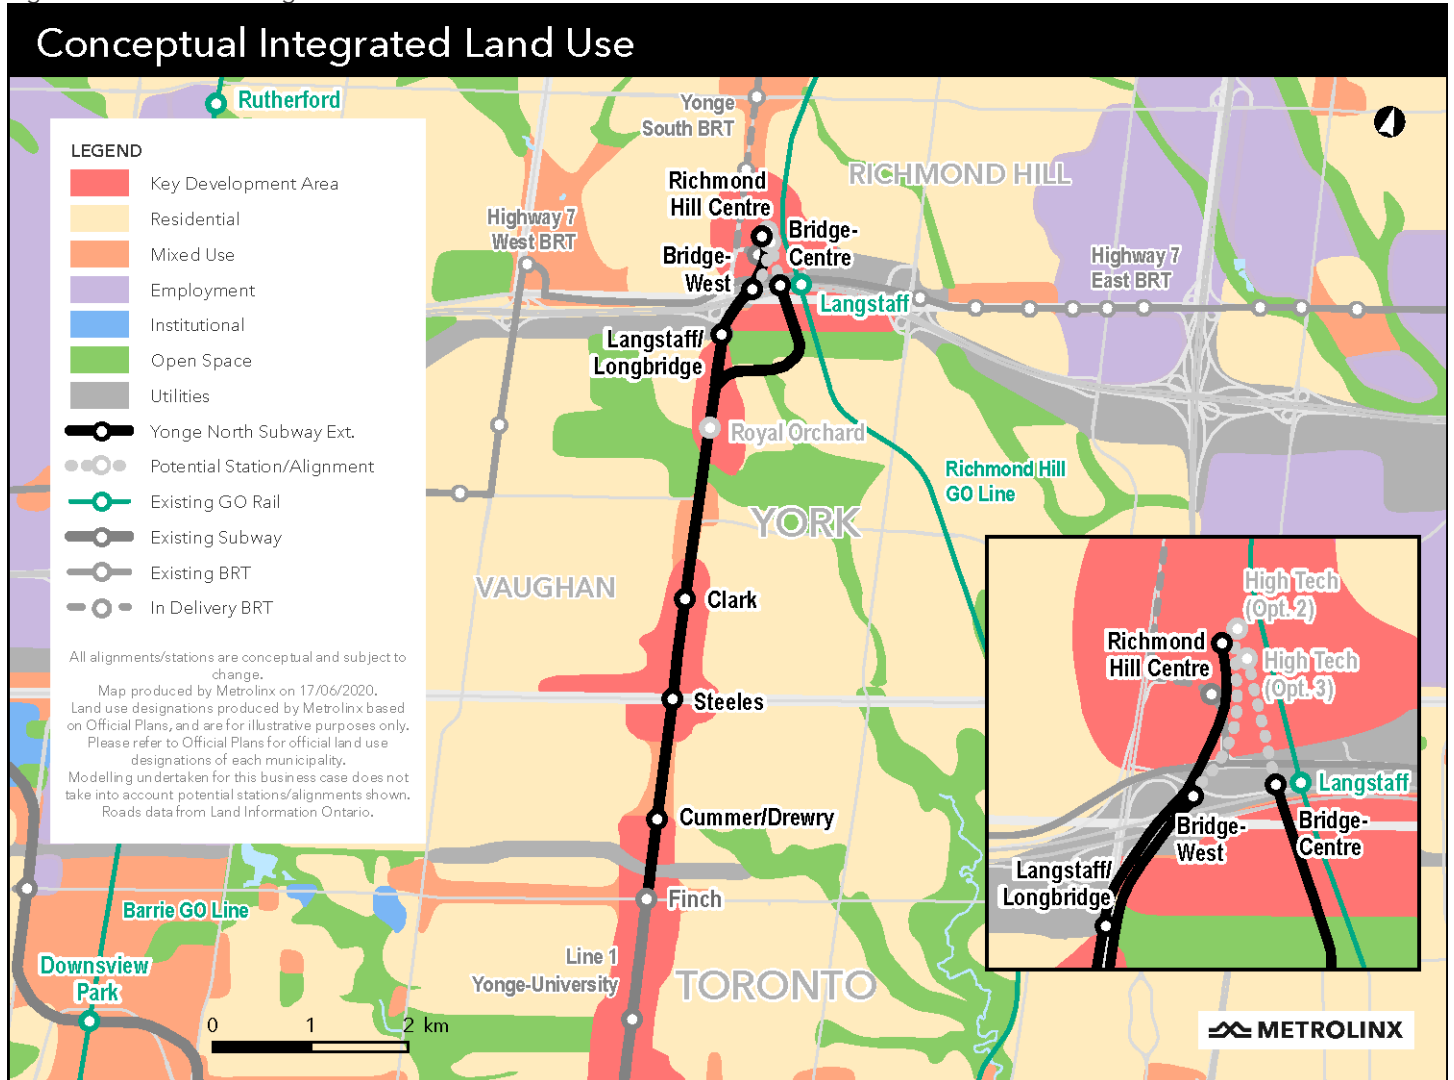 Conceptual Integrated Land Use
Rutherford
LEGEND
Key Development Area
Residential
Mixed Use
Employment
Institutional
Open Space
Utilities
Yonge North Subway Ext.
Potential Station/Alignment
Existing GO Rail
Existing Subway
Existing BRT
In Delivery BRT
All alignments/stations are conceptual and subject to
change.
Map produced by Metrolinx on 17/06/2020.
Land use designations produced by Metrolinx based
on Official Plans, and are for illustrative purposes only.
Please refer to Official Plans for official land use
designations of each municipality.
Modelling undertaken for this business case does not
take into account potential stations/alignments shown.
Roads data from Land Information Ontario.
Yonge
South BRT
RICHMOND HILL
Richmond
Hill Centre
Highway 7
West BRT
Bridge-
Centre
Bridge-
West
Highway 7
East BRT
Langstaff
Langstaff/
Longbridge
Royal Orchard
Richmond Hill
GO Line
YORK
VAUGHAN
Clark
Steeles
Cummer/Drewry
Finch
Line 1
Yonge-University
TORONTO
Barrie GO Line
Downsview
Park
0 1 2 km
High Tech
(Opt. 2)
Richmond
Hill Centre
High Tech
(Opt. 3)
Langstaff
Bridge-
West
Bridge-
Centre
Langstaff/
Longbridge
METROLINX